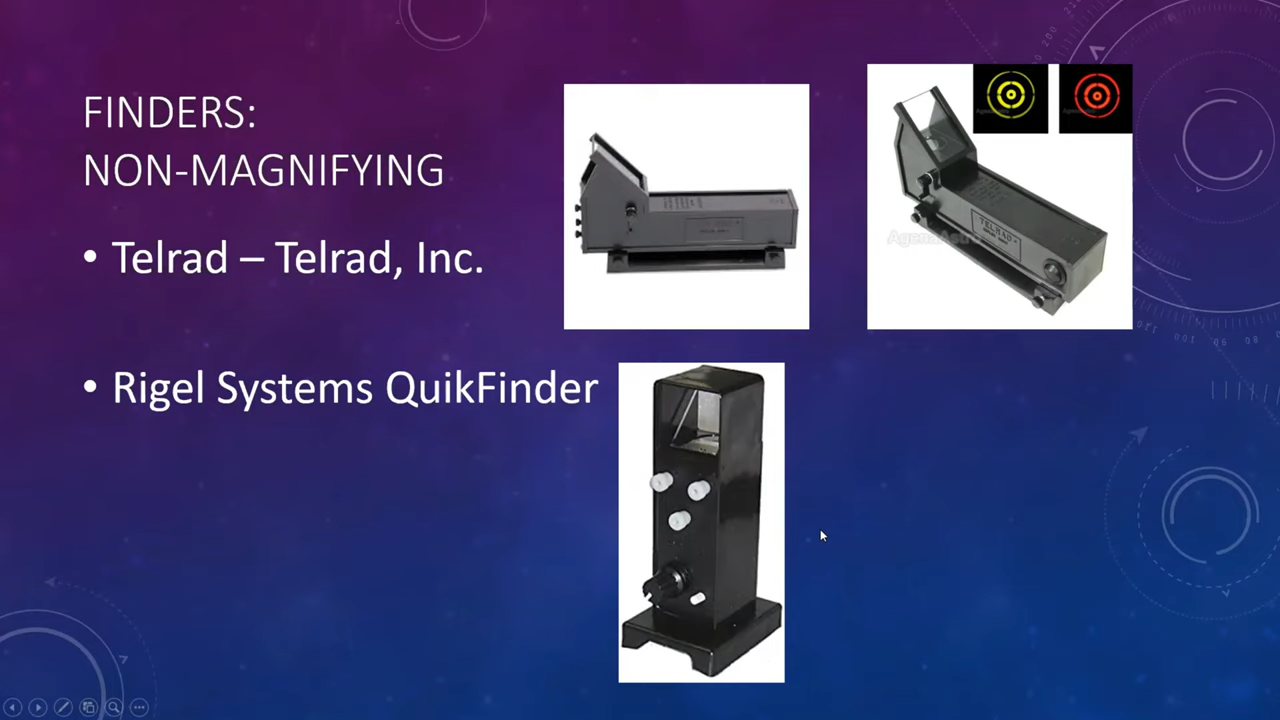 FINDERS:
NON-MAGNIFYING
• Telrad – Telrad, Inc.
• Rigel Systems QuikFinder
TELRAD